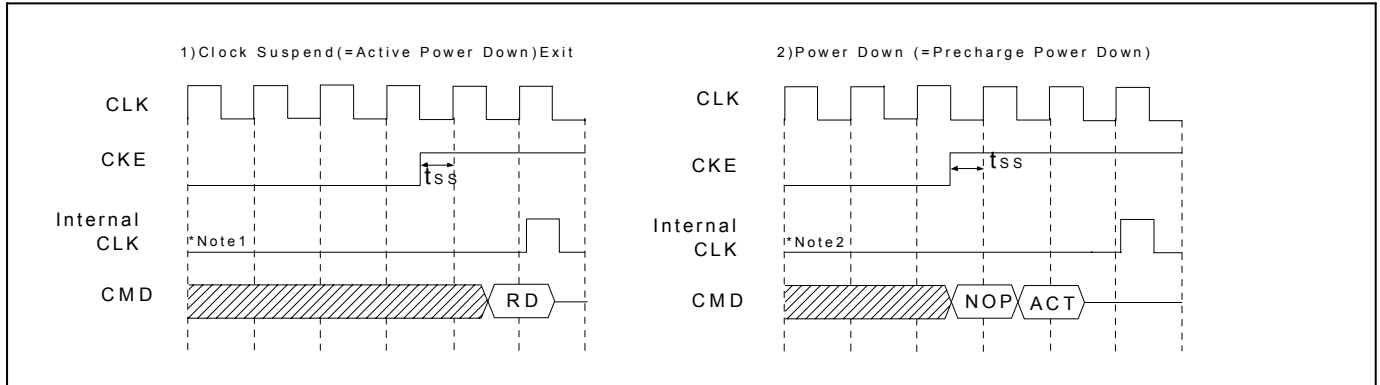 1)Clock Suspend(=Active Power Down)Exit
CLK
CKE
tss
Internal
CLK
*Note1
CMD
RD
2)Power Down (=Precharge Power Down)
CLK
CKE
tss
Internal
CLK
*Note2
CMD
NOP
ACT